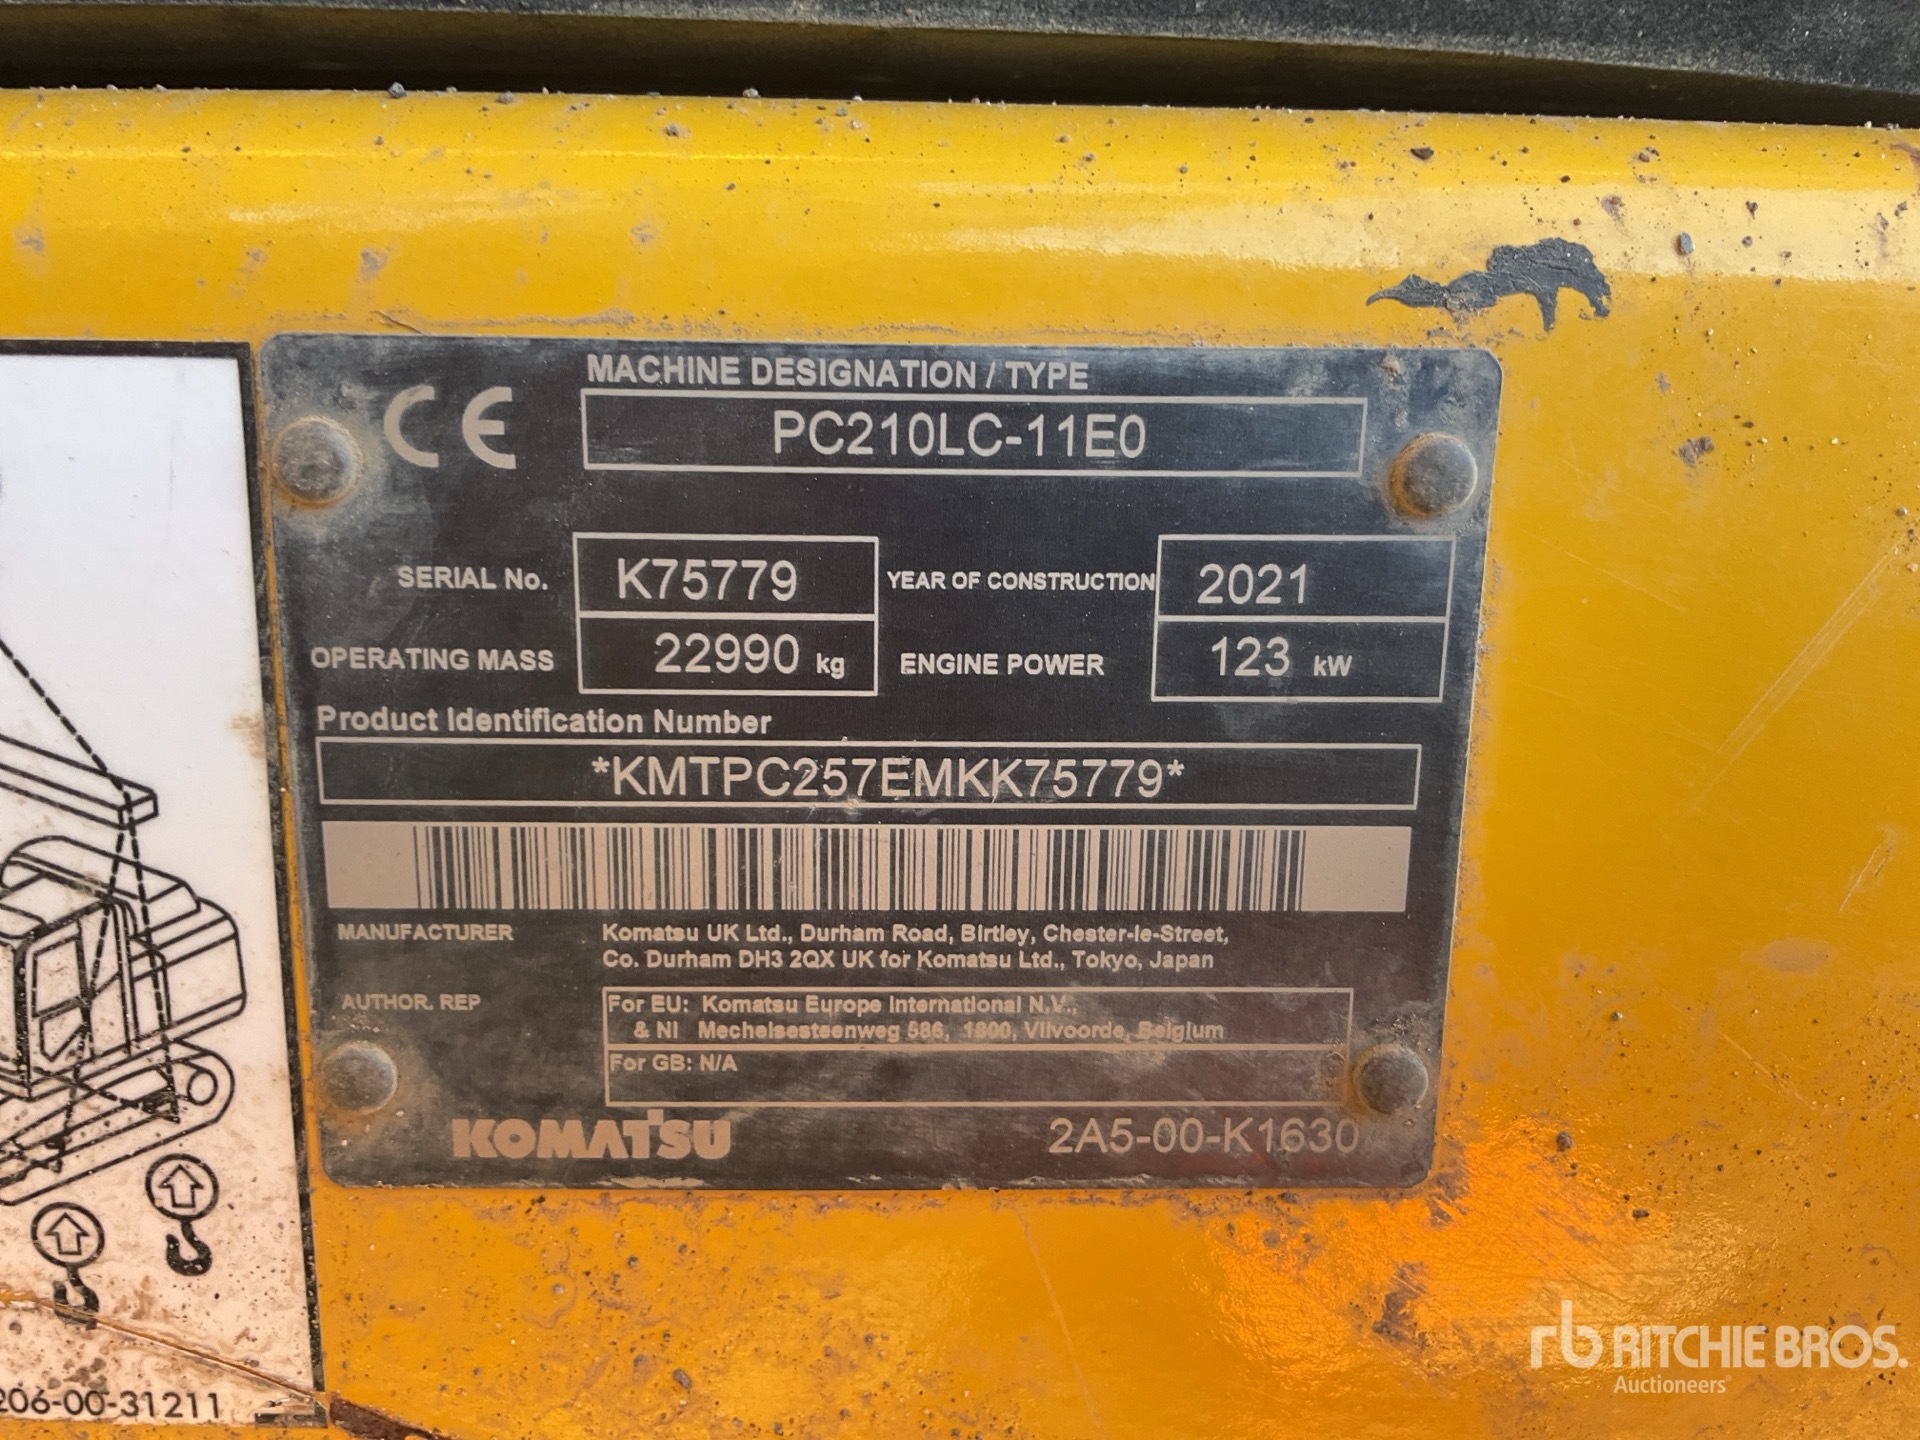 CE
MACHINE DESIGNATION / TYPE
PC210LC-11E0
SERIAL No. K75779 YEAR OF CONSTRUCTION 2021
OPERATING MASS 22990 kg ENGINE POWER 123 kW
Product Identification Number
*KMTPC257EMKK75779*
MANUFACTURER Komatsu UK Ltd., Durham Road, Birtley, Chester-le-Street,
Co. Durham DH3 2QX UK for Komatsu Ltd., Tokyo, Japan
AUTHOR. REP For EU: Komatsu Europe International N.V.,
& NI Mechelsesteenweg 586, 1800, Vilvoorde, Belgium
For GB: N/A
KOMATSU 2A5-00-K1630
206-00-31211
rb RITCHIE BROS.
Auctioneers